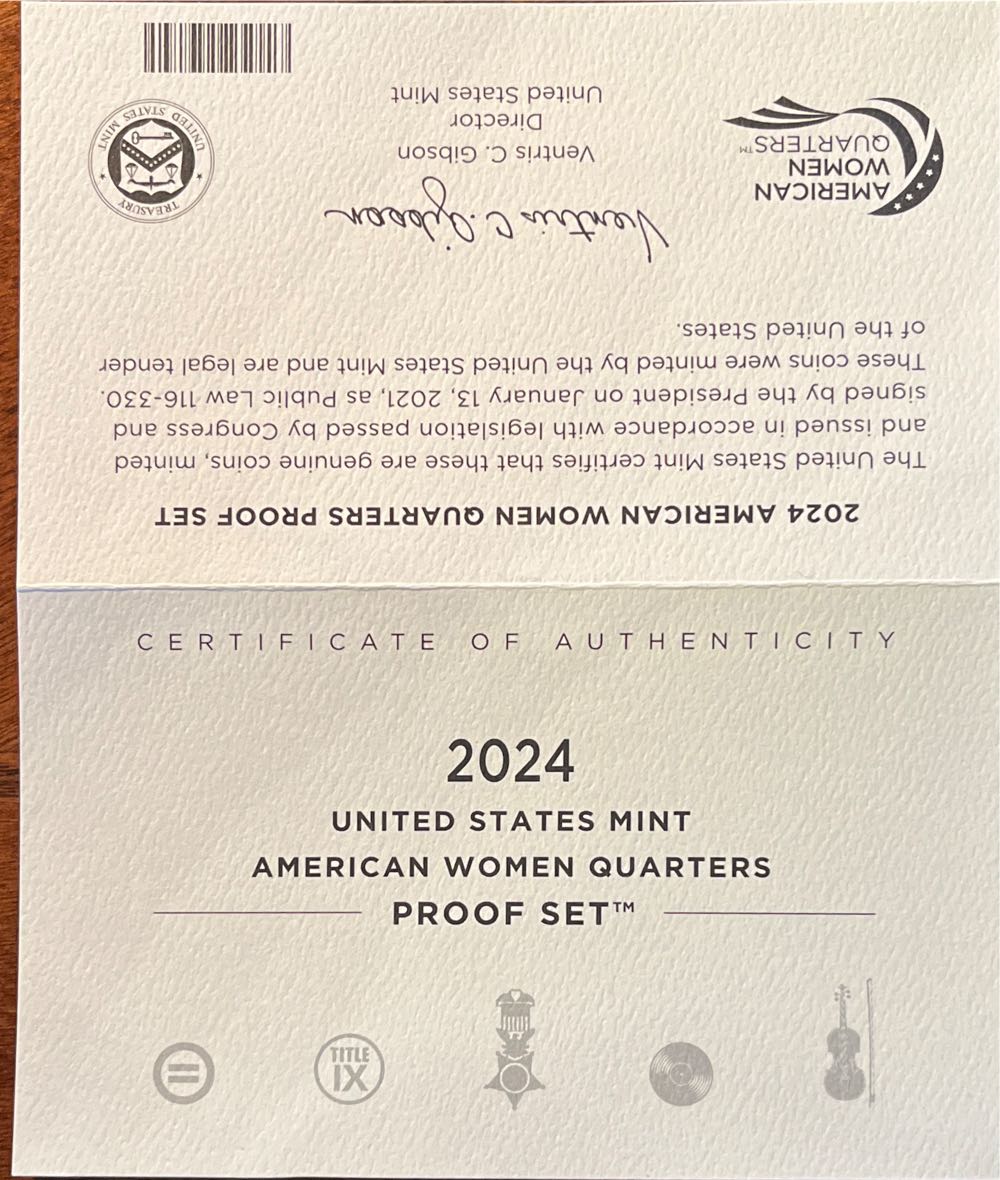 CERTIFICATE OF AUTHENTICITY
2024
UNITED STATES MINT
AMERICAN WOMEN QUARTERS
PROOF SET™
TITLE
IX
2024 AMERICAN WOMEN QUARTERS PROOF SET
The United States Mint certifies that these are genuine coins, minted
and issued in accordance with legislation passed by Congress and
signed by the President on January 13, 2021, as Public Law 116-330.
These coins were minted by the United States Mint and are legal tender
of the United States.
Ventris C. Gibson
Ventris C. Gibson
Director
United States Mint
AMERICAN
WOMEN
QUARTERS™
TREASURY
UNITED STATES MINT